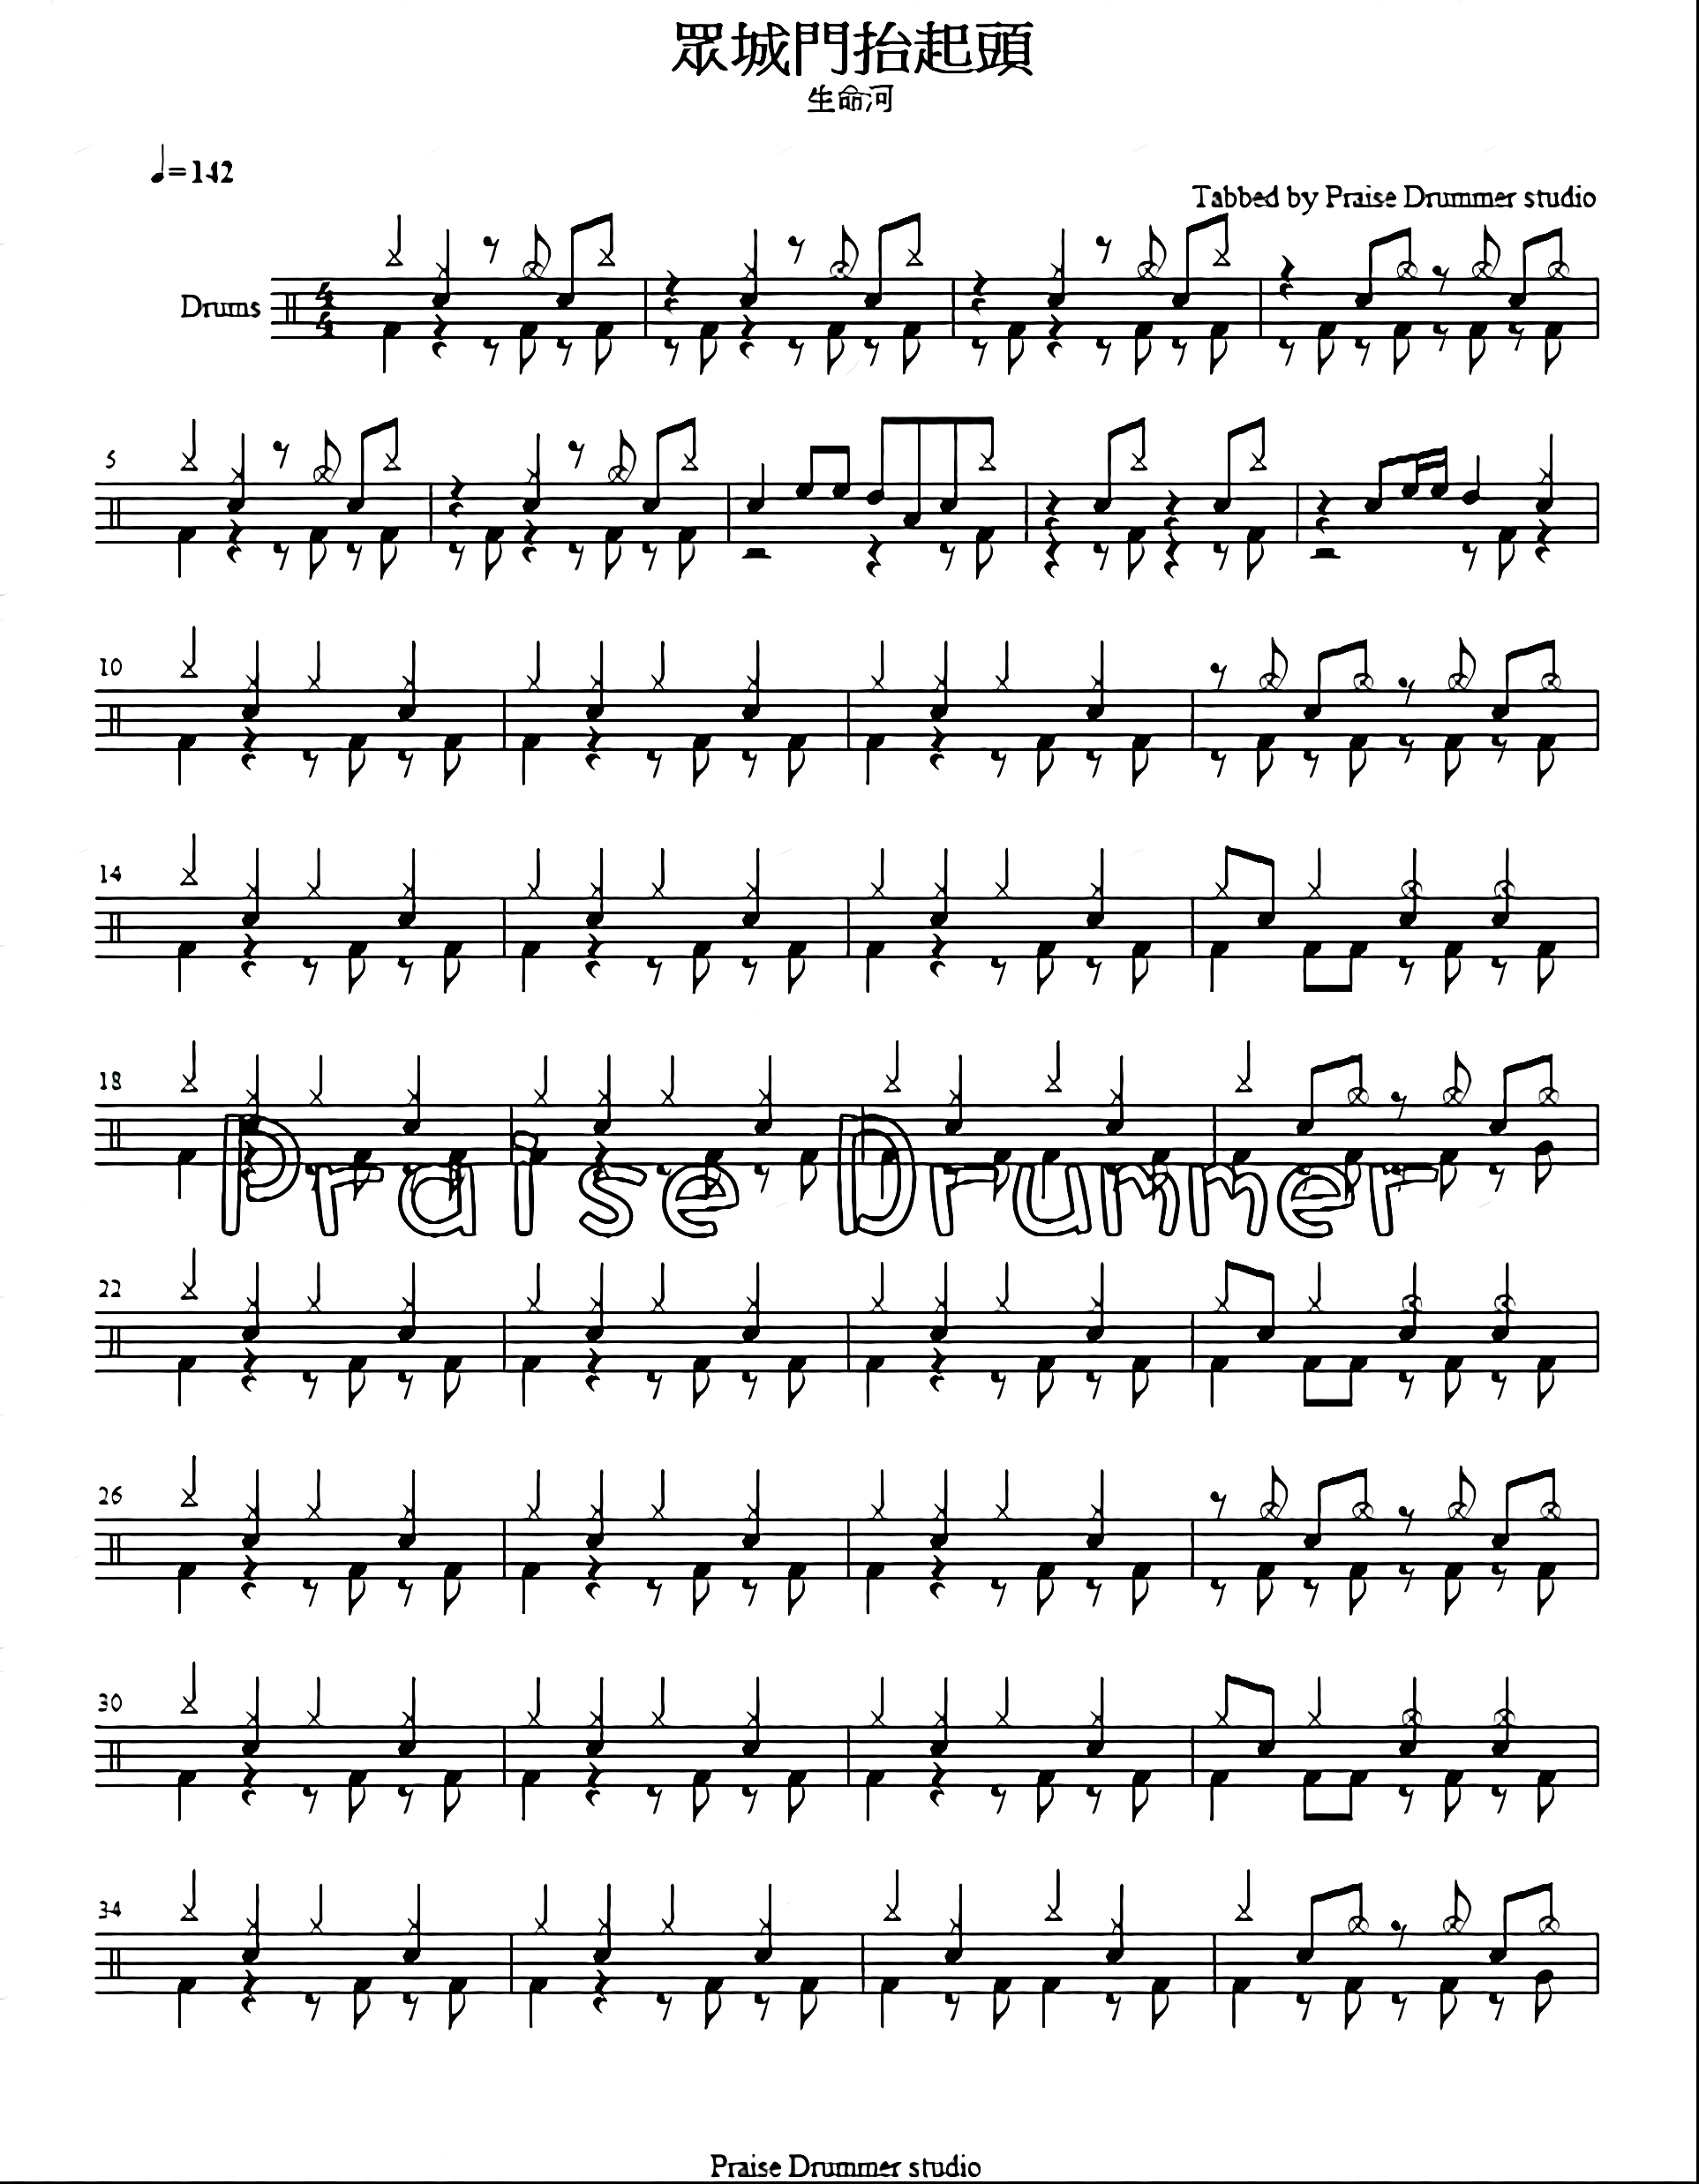 眾城門抬起頭
生命河
♩=142
Tabbed by Praise Drummer studio
Drums
4
4
5
10
14
18
Praise Drummer
22
26
30
34
Praise Drummer studio